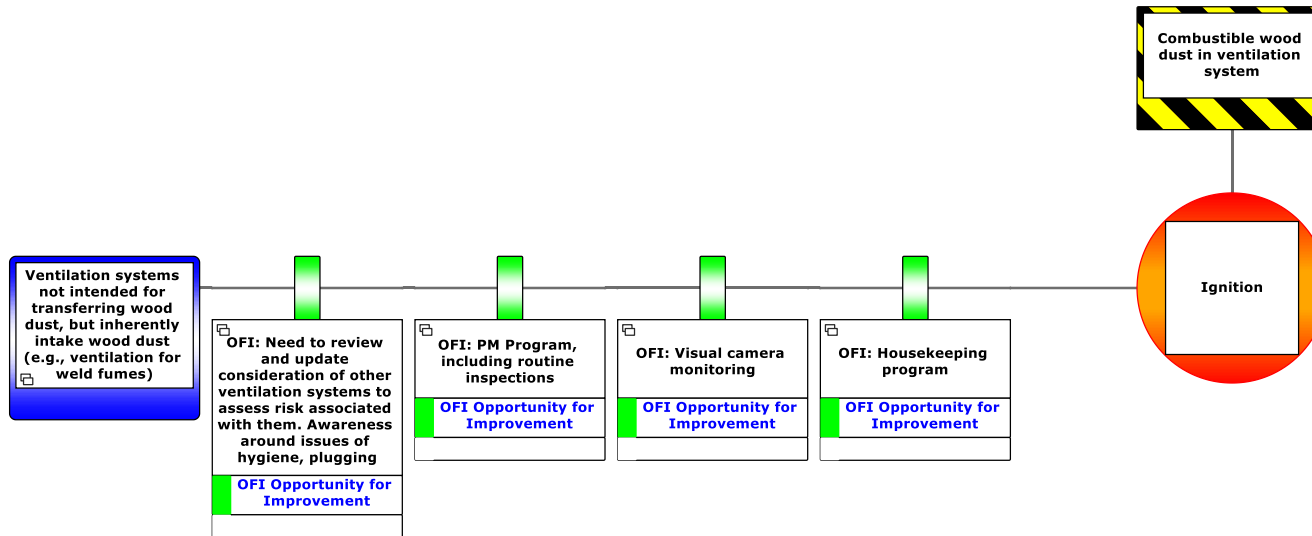 Combustible wood
dust in ventilation
system
Ventilation systems
not intended for
transferring wood
dust, but inherently
intake wood dust
(e.g., ventilation for
weld fumes)
OFI: Need to review
and update
consideration of other
ventilation systems to
assess risk associated
with them. Awareness
around issues of
hygiene, plugging
OFI Opportunity for
Improvement
OFI: PM Program,
including routine
inspections
OFI Opportunity for
Improvement
OFI: Visual camera
monitoring
OFI Opportunity for
Improvement
OFI: Housekeeping
program
OFI Opportunity for
Improvement
Ignition